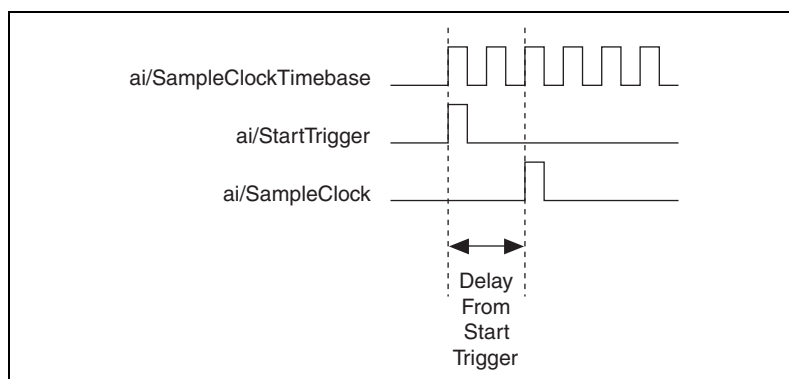 ai/SampleClockTimebase
ai/StartTrigger
ai/SampleClock
Delay
From
Start
Trigger